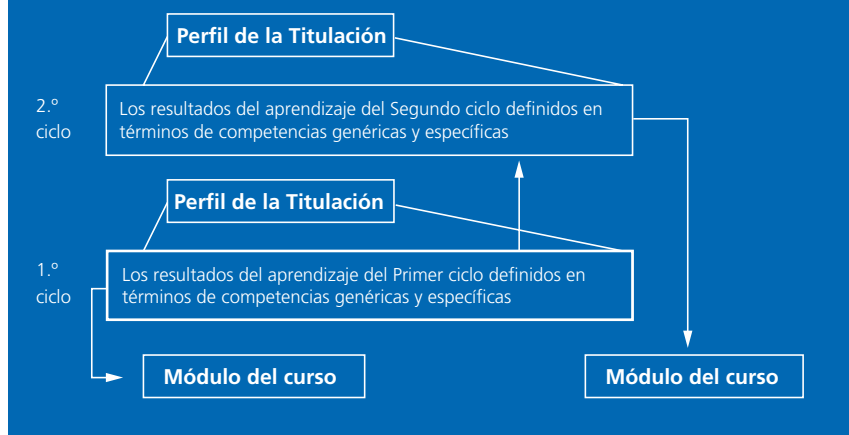 Perfil de la Titulación
2.º
ciclo
Los resultados del aprendizaje del Segundo ciclo definidos en
términos de competencias genéricas y específicas
Perfil de la Titulación
1.º
ciclo
Los resultados del aprendizaje del Primer ciclo definidos en
términos de competencias genéricas y específicas
Módulo del curso
Módulo del curso